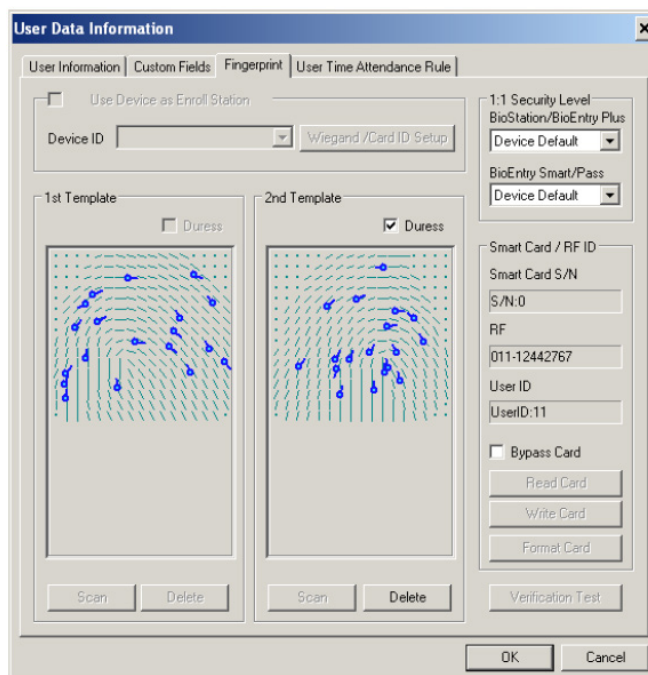 User Data Information
User Information
Custom Fields
Fingerprint
User Time Attendance Rule
Use Device as Enroll Station
Device ID
Wiegand /Card ID Setup
1st Template
Duress
Scan
Delete
2nd Template
Duress
Scan
Delete
1:1 Security Level
BioStation/BioEntry Plus
Device Default
BioEntry Smart/Pass
Device Default
Smart Card / RF ID
Smart Card S/N
S/N:0
RF
011-12442767
User ID
UserID:11
Bypass Card
Read Card
Write Card
Format Card
Verification Test
OK
Cancel